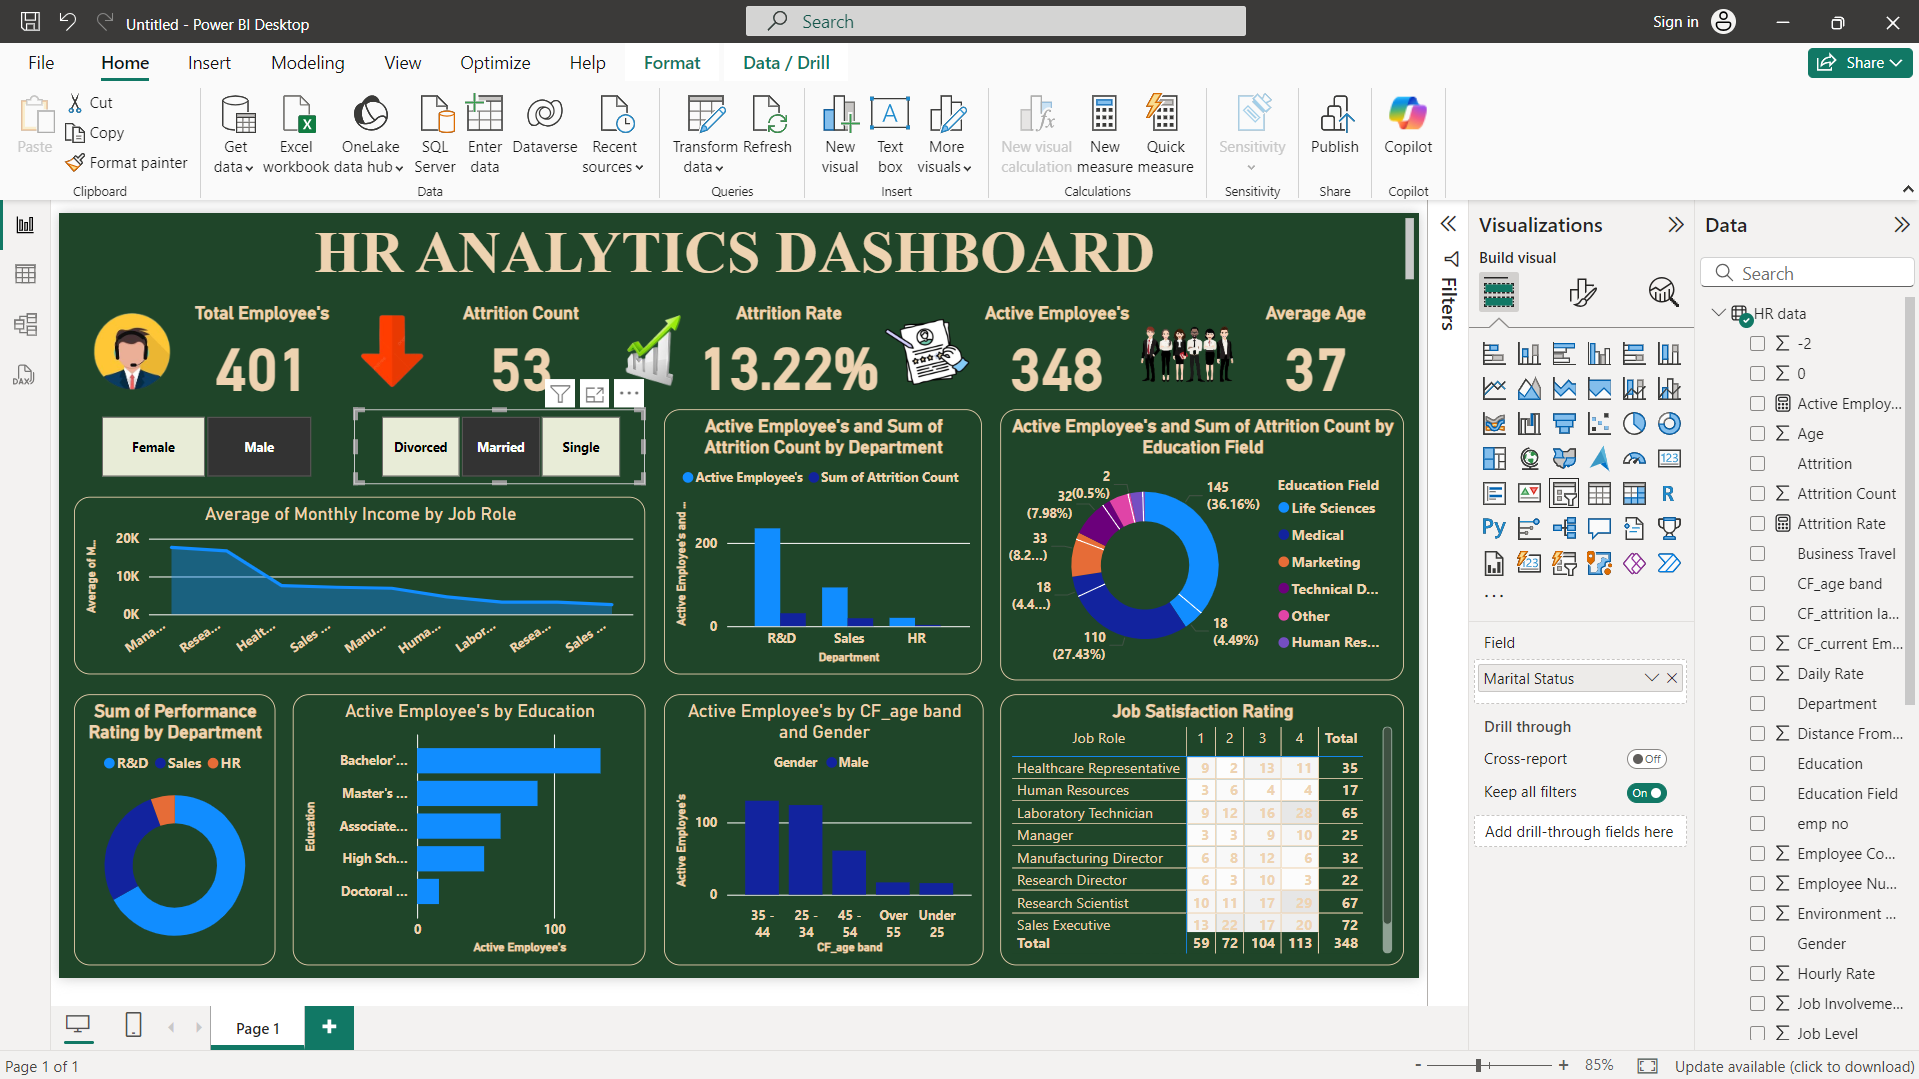 Untitled - Power BI Desktop
Search
Sign in
File
Home
Insert
Modeling
View
Optimize
Help
Format
Data / Drill
Share
Paste
Cut
Copy
Format painter
Clipboard
Get data
Excel workbook
OneLake data hub
SQL Server
Enter data
Dataverse
Recent sources
Data
Transform data
Refresh
Queries
New visual
Text box
More visuals
Insert
New visual calculation
New measure
Quick measure
Calculations
Sensitivity
Sensitivity
Publish
Share
Copilot
Copilot
HR ANALYTICS DASHBOARD
Total Employee's
401
Attrition Count
53
Attrition Rate
13.22%
Active Employee's
348
Average Age
37
Female
Male
Divorced
Married
Single
Average of Monthly Income by Job Role
Average of M...
20K
10K
0K
Mana...
Resea...
Healt...
Sales ...
Manu...
Huma...
Labor...
Resea...
Sales ...
Active Employee's and Sum of
Attrition Count by Department
Active Employee's
Sum of Attrition Count
Active Employee's and ...
200
0
R&D
Sales
HR
Department
Active Employee's and Sum of Attrition Count by
Education Field
2
(0.5%)
32
(7.98%)
33
(8.2...)
18
(4.4...)
110
(27.43%)
18
(4.49%)
145
(36.16%)
Education Field
Life Sciences
Medical
Marketing
Technical D...
Other
Human Res...
Sum of Performance
Rating by Department
R&D
Sales
HR
Active Employee's by Education
Education
Bachelor'...
Master's ...
Associate...
High Sch...
Doctoral ...
0
100
Active Employee's
Active Employee's by CF_age band
and Gender
Gender
Male
Active Employee's
100
0
35 - 44
25 - 34
45 - 54
Over 55
Under 25
CF_age band
Job Satisfaction Rating
Job Role 1 2 3 4 Total
Healthcare Representative 9 2 13 11 35
Human Resources 3 6 4 4 17
Laboratory Technician 9 12 16 28 65
Manager 3 3 9 10 25
Manufacturing Director 6 8 12 6 32
Research Director 6 3 10 3 22
Research Scientist 10 11 17 29 67
Sales Executive 13 22 17 20 72
Total 59 72 104 113 348
Filters
Visualizations
Build visual
123
R
Py
123
...
Field
Marital Status
Drill through
Cross-report
Off
Keep all filters
On
Add drill-through fields here
Data
Search
HR data
-2
0
Active Employ...
Age
Attrition
Attrition Count
Attrition Rate
Business Travel
CF_age band
CF_attrition la...
CF_current Em...
Daily Rate
Department
Distance From...
Education
Education Field
emp no
Employee Co...
Employee Nu...
Environment ...
Gender
Hourly Rate
Job Involveme...
Job Level
DAX
Page 1
+
Page 1 of 1
- + 85%
Update available (click to download)